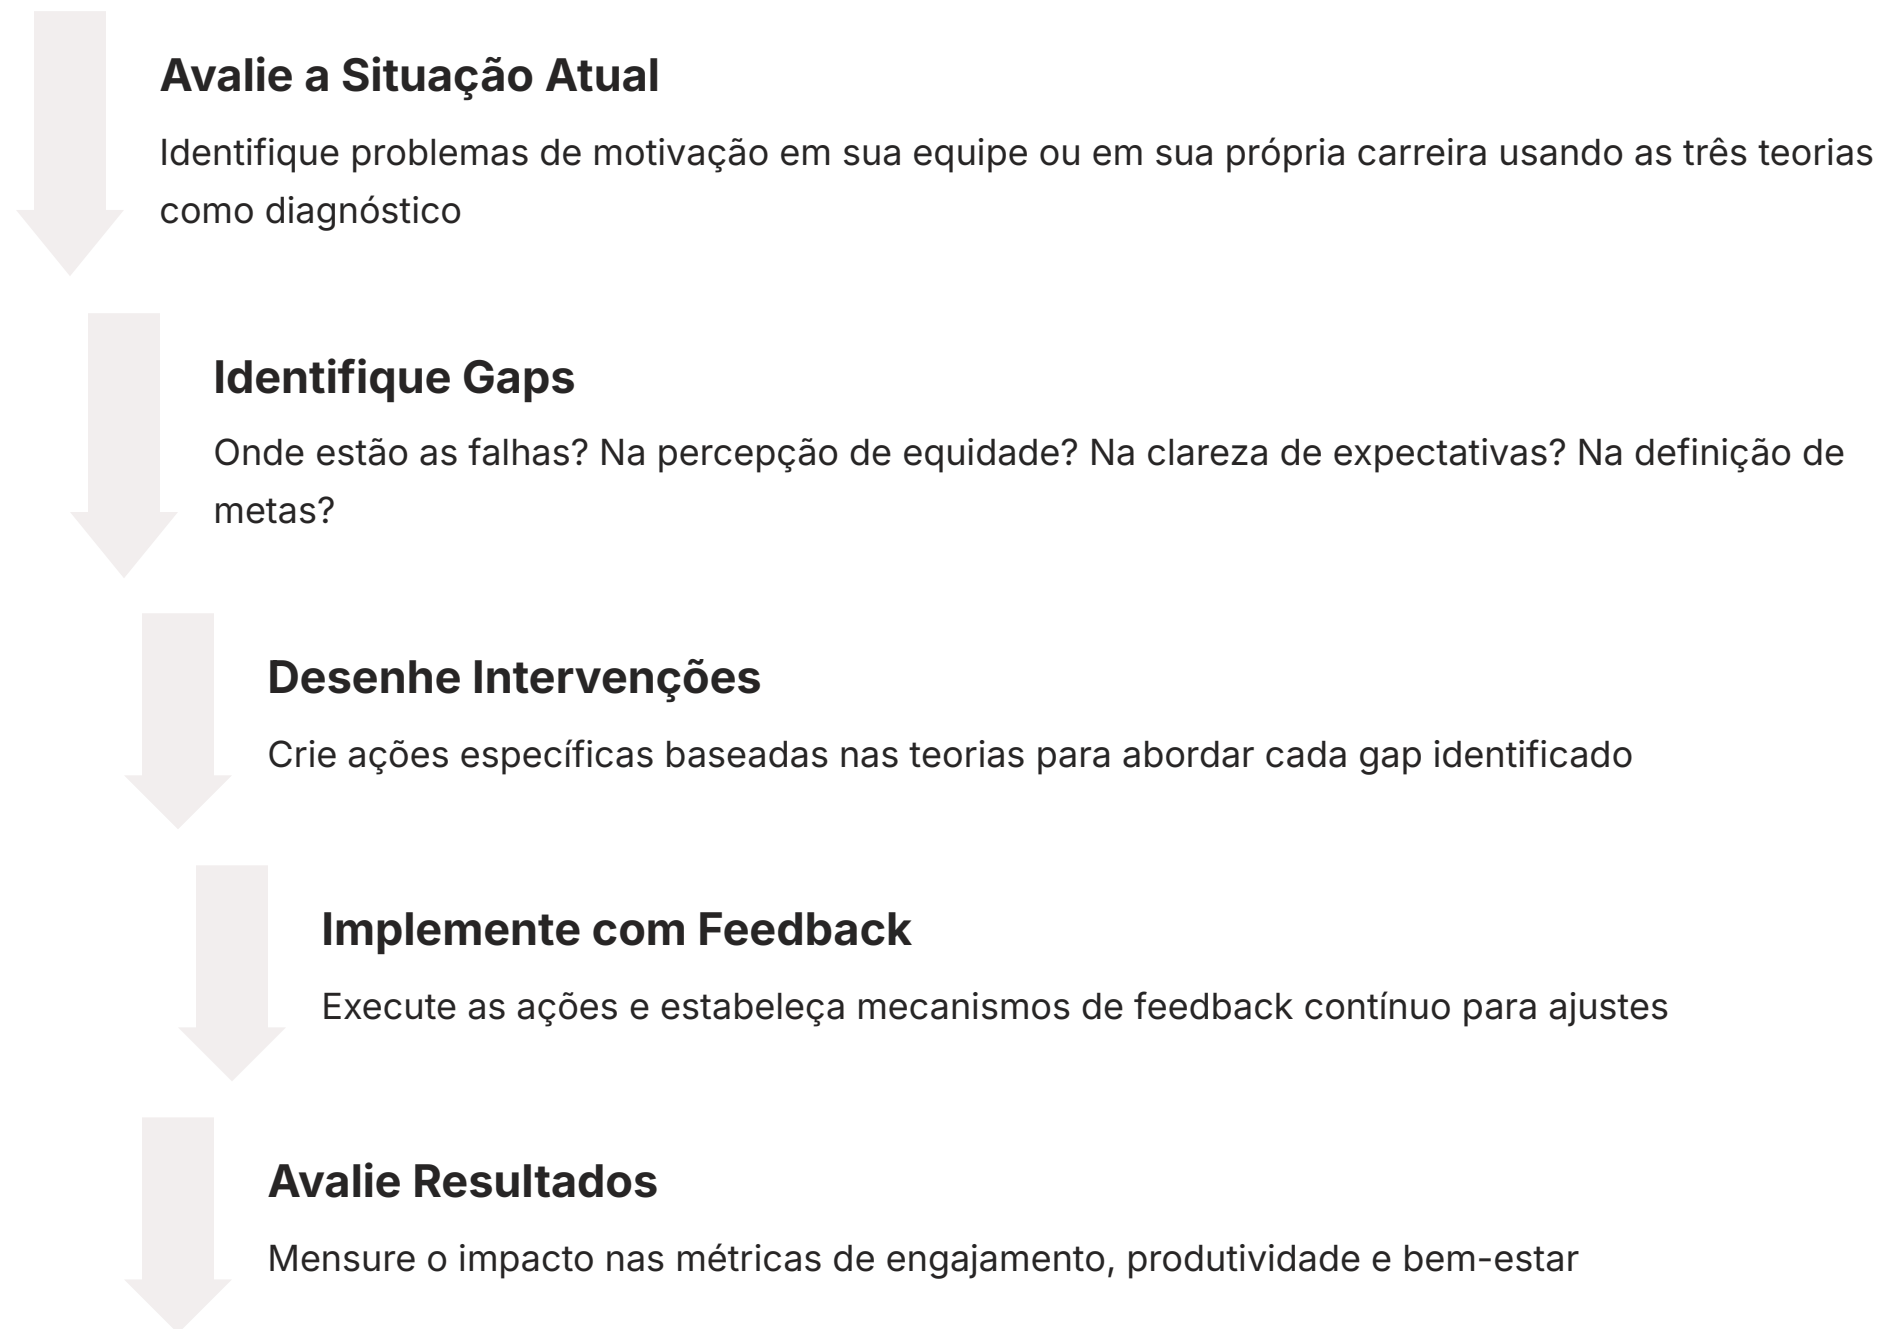 Avalie a Situação Atual
Identifique problemas de motivação em sua equipe ou em sua própria carreira usando as três teorias
como diagnóstico
Identifique Gaps
Onde estão as falhas? Na percepção de equidade? Na clareza de expectativas? Na definição de
metas?
Desenhe Intervenções
Crie ações específicas baseadas nas teorias para abordar cada gap identificado
Implemente com Feedback
Execute as ações e estabeleça mecanismos de feedback contínuo para ajustes
Avalie Resultados
Mensure o impacto nas métricas de engajamento, produtividade e bem-estar